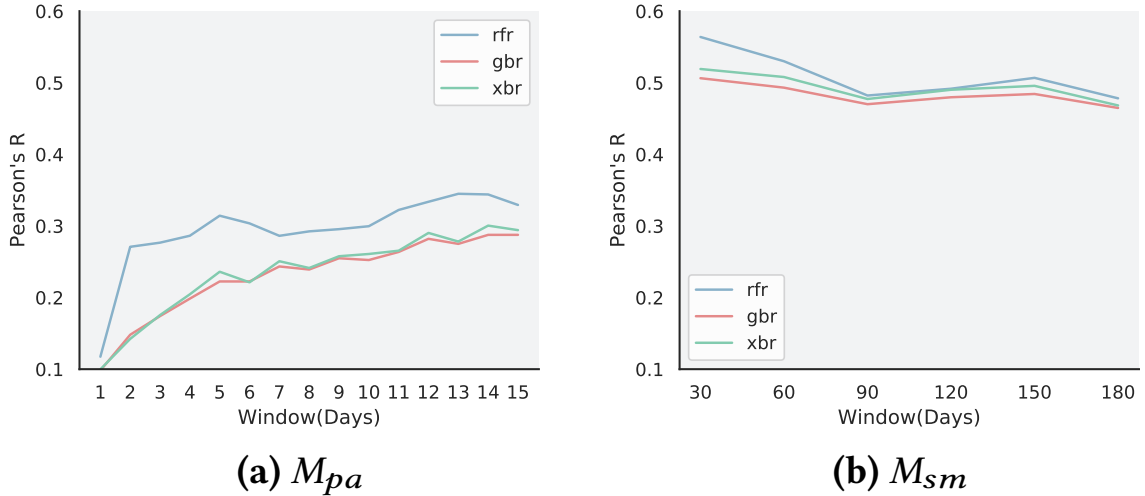 0.6
0.5
0.4
0.3
0.2
0.1
Pearson's R
rfr
gbr
xbr
1 2 3 4 5 6 7 8 9 10 11 12 13 14 15
Window(Days)
(a) M_pa
0.6
0.5
0.4
0.3
0.2
0.1
Pearson's R
rfr
gbr
xbr
30 60 90 120 150 180
Window(Days)
(b) M_sm